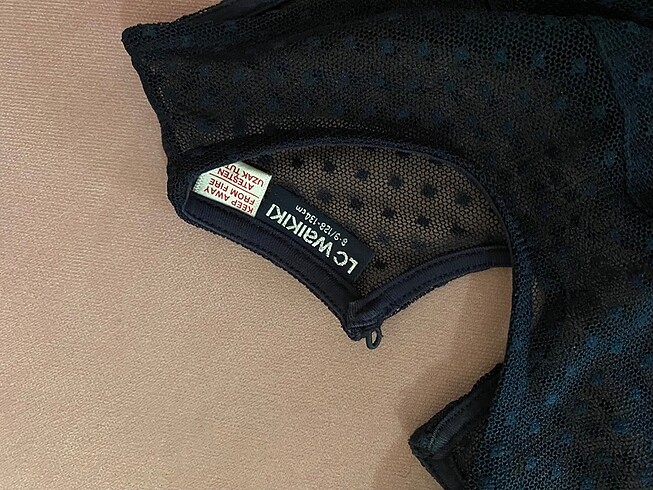 KEEP AWAY
FROM FIRE
ATEŞTEN
UZAK TUT
LC WAIKIKI
8-9/128-134cm